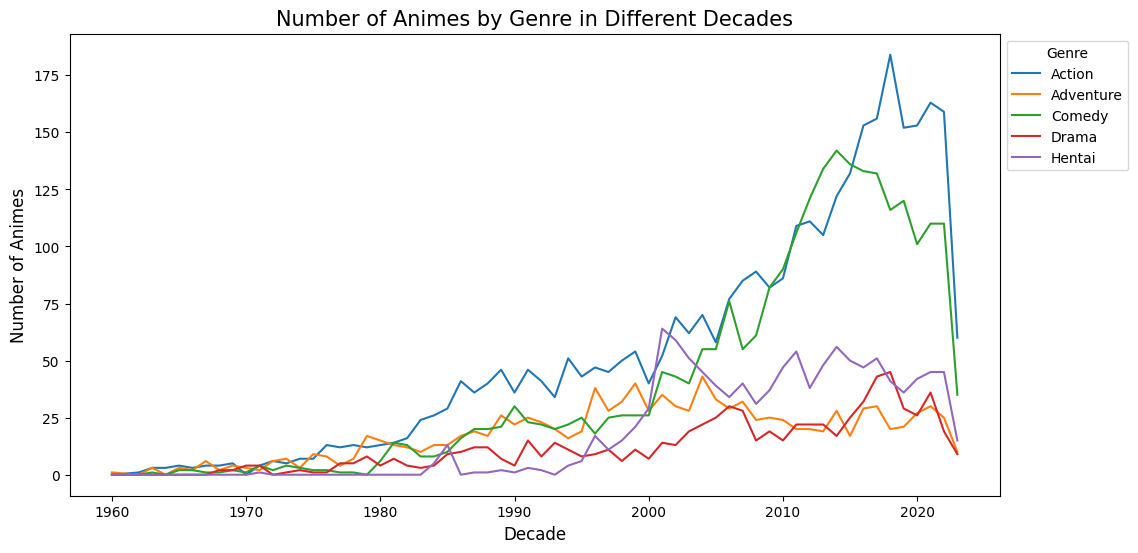 Number of Animes by Genre in Different Decades
Genre
Action
Adventure
Comedy
Drama
Hentai
Number of Animes
175
150
125
100
75
50
25
0
1960
1970
1980
1990
2000
2010
2020
Decade